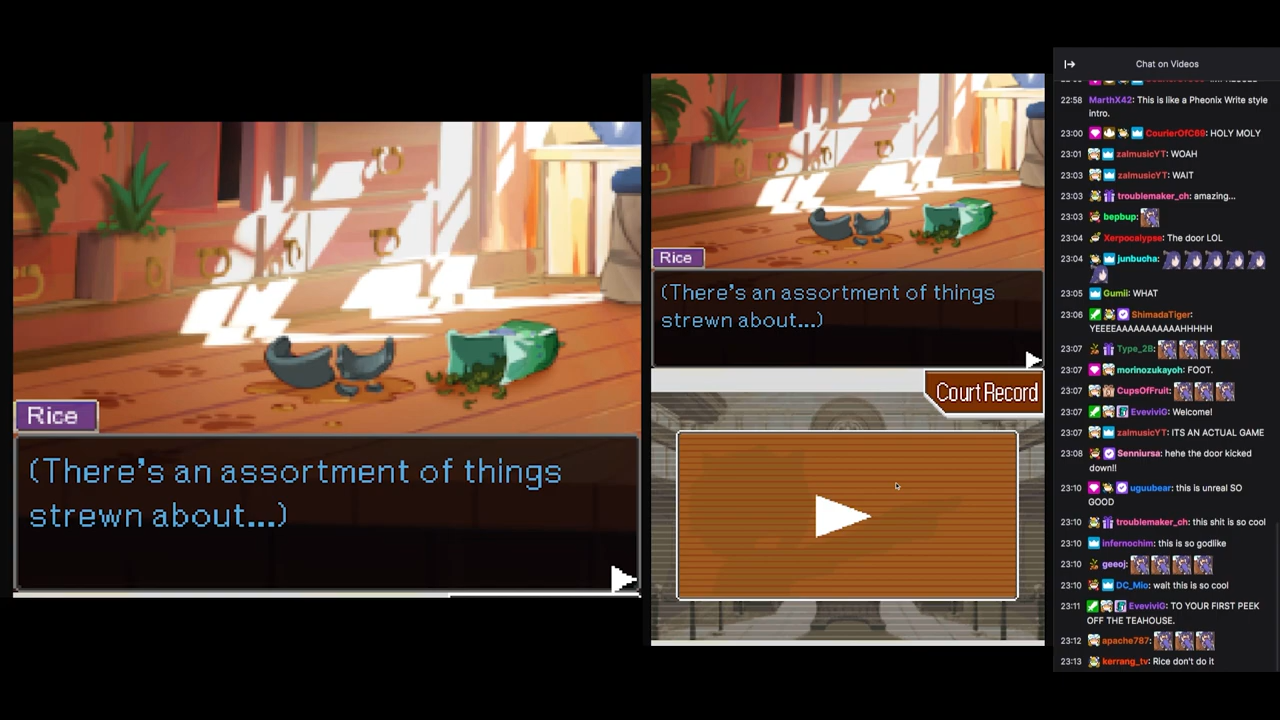 Rice
(There's an assortment of things
strewn about...)
Rice
(There's an assortment of things
strewn about...)
Court Record
Chat on Videos
22:58 MarthX42: This is like a Pheonix Write style
intro.
23:00 CourierOfC69: HOLY MOLY
23:01 zalmusicYT: WOAH
23:03 zalmusicYT: WAIT
23:03 troublemaker_ch: amazing...
23:03 bepbup:
23:04 Xerpocalypse: The door LOL
23:04 junbucha:
23:05 Gumii: WHAT
23:06 ShimadaTiger:
YEEEEAAAAAAAAAAAHHHHH
23:07 Type_2B:
23:07 morinozukayoh: FOOT.
23:07 CupsOfFruit:
23:07 EveviviG: Welcome!
23:07 zalmusicYT: ITS AN ACTUAL GAME
23:08 Senniursa: hehe the door kicked
down!!
23:10 uguubear: this is unreal SO
GOOD
23:10 troublemaker_ch: this shit is so cool
23:10 infernochim: this is so godlike
23:10 geeoj:
23:10 DC_Mio: wait this is so cool
23:11 EveviviG: TO YOUR FIRST PEEK
OFF THE TEAHOUSE.
23:12 apache787:
23:13 kerrang_tv: Rice don't do it